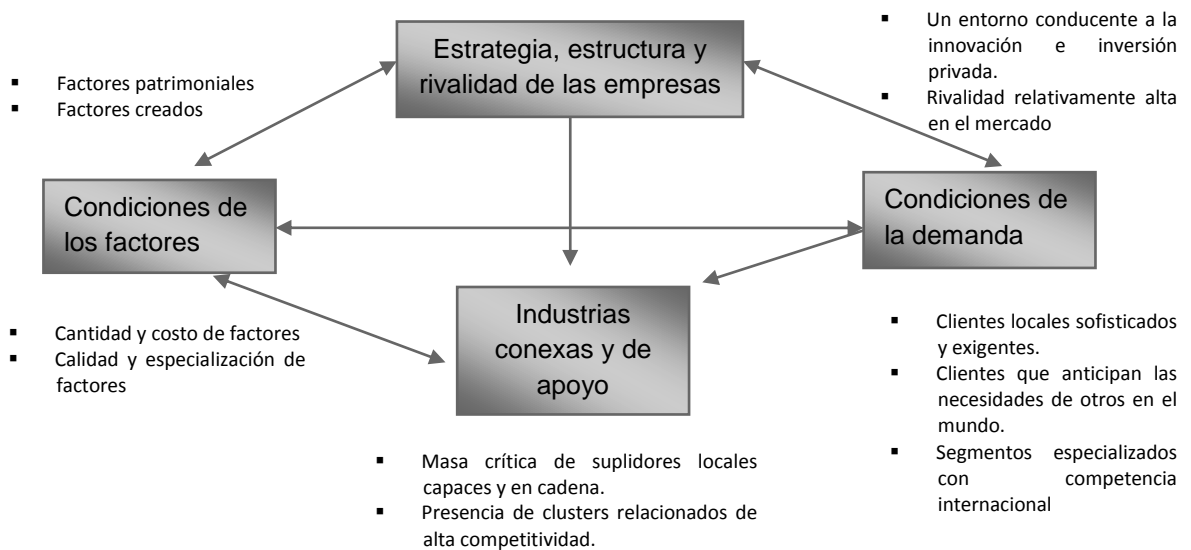 ▪ Un entorno conducente a la
innovación e inversión
privada.
▪ Rivalidad relativamente alta
en el mercado
Estrategia, estructura y
rivalidad de las empresas
▪ Factores patrimoniales
▪ Factores creados
Condiciones de
los factores
Condiciones de
la demanda
Industrias
conexas y de
apoyo
▪ Cantidad y costo de factores
▪ Calidad y especialización de
factores
▪ Clientes locales sofisticados
y exigentes.
▪ Clientes que anticipan las
necesidades de otros en el
mundo.
▪ Segmentos especializados
con competencia
internacional
▪ Masa crítica de suplidores locales
capaces y en cadena.
▪ Presencia de clusters relacionados de
alta competitividad.